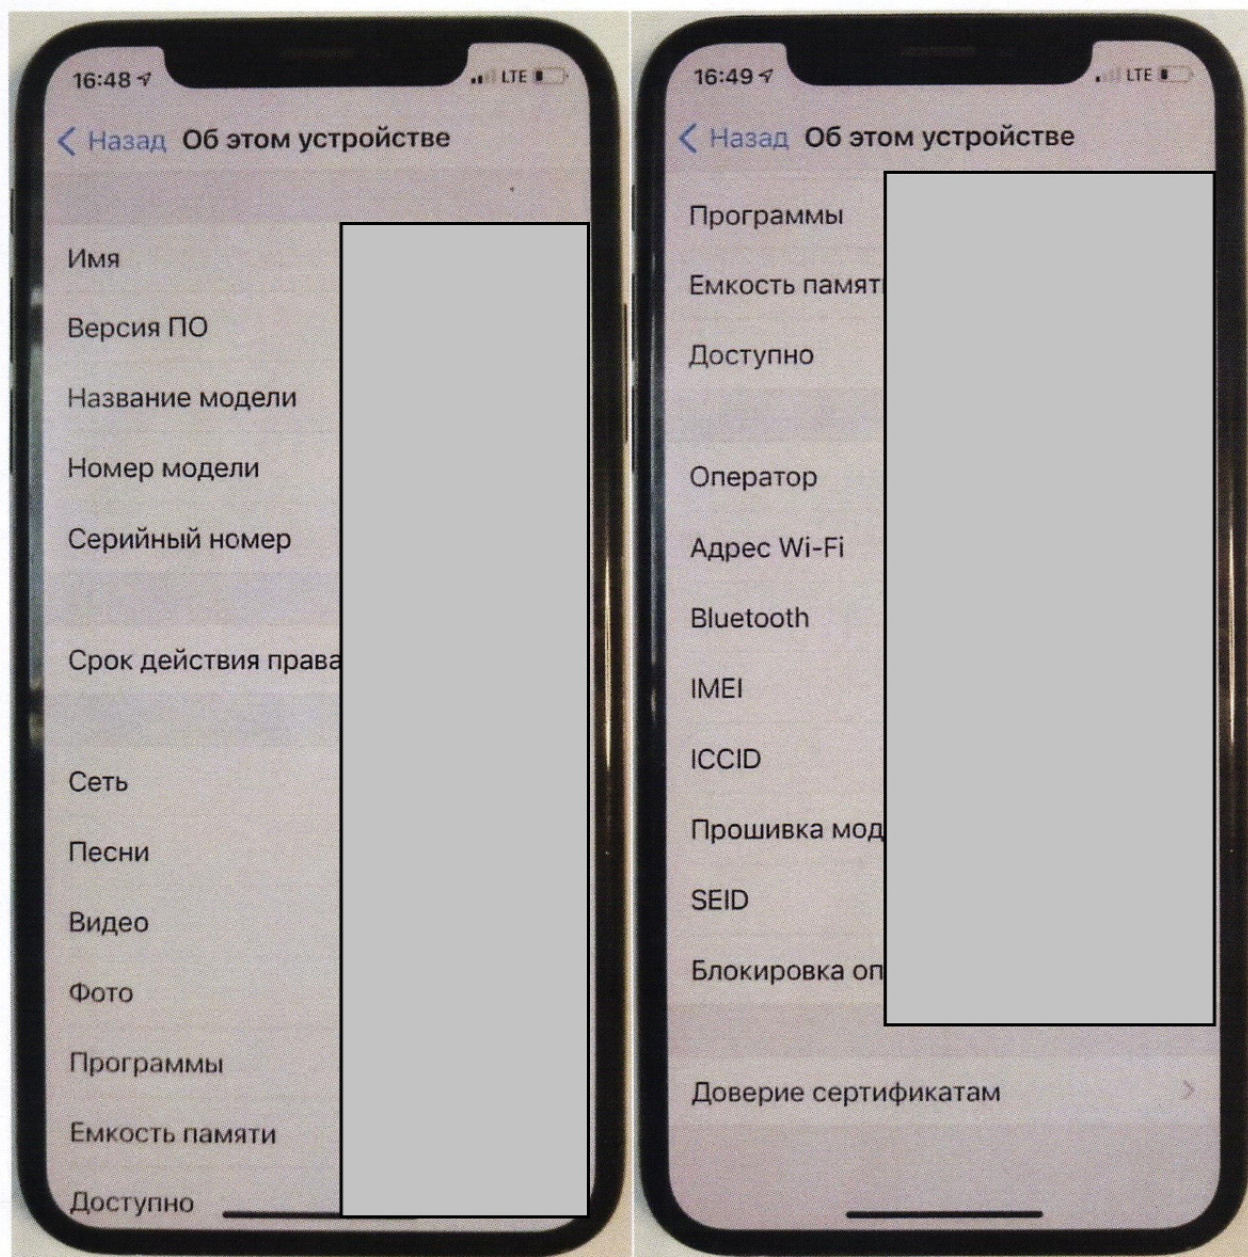 16:48
LTE
Назад Об этом устройстве
Имя
Версия ПО
Название модели
Номер модели
Серийный номер
Срок действия права
Сеть
Песни
Видео
Фото
Программы
Емкость памяти
Доступно
16:49
LTE
Назад Об этом устройстве
Программы
Емкость памят
Доступно
Оператор
Адрес Wi-Fi
Bluetooth
IMEI
ICCID
Прошивка мод
SEID
Блокировка оп
Доверие сертификатам